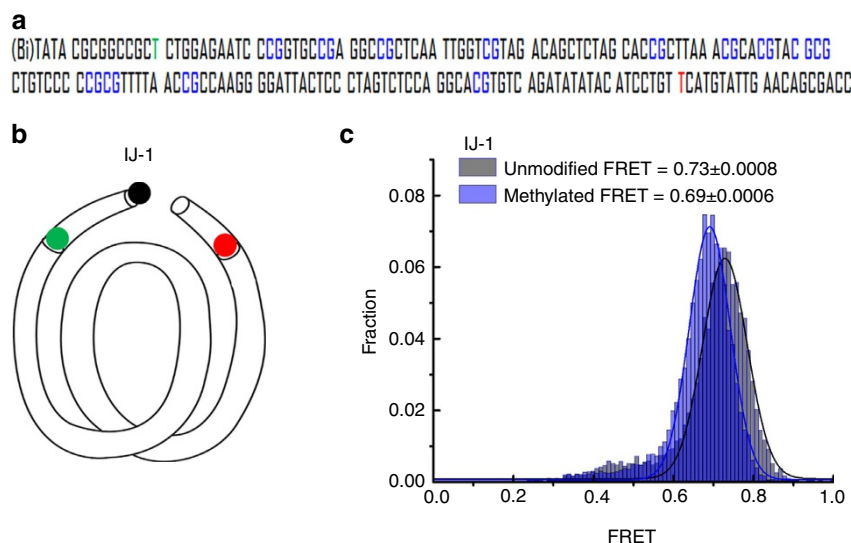 a
(Bi)TATA CGCGGCCGCT CTGGAGAATC CCGGTGCCGA GGCCGCTCAA TTGGTCGTAG ACAGCTCTAG CACCGCTTAA ACGCACGTAC GCG
CTGTCCC CCGCGTTTTA ACCGCCAAGG GGATTACTCC CTAGTCTCCA GGCACGTGTC AGATATATAC ATCCTGT TCATGTATTG AACAGCGACC
b
IJ-1
c
IJ-1
Unmodified FRET = 0.73±0.0008
Methylated FRET = 0.69±0.0006
0.08
0.06
0.04
0.02
0.00
Fraction
0.0 0.2 0.4 0.6 0.8 1.0
FRET